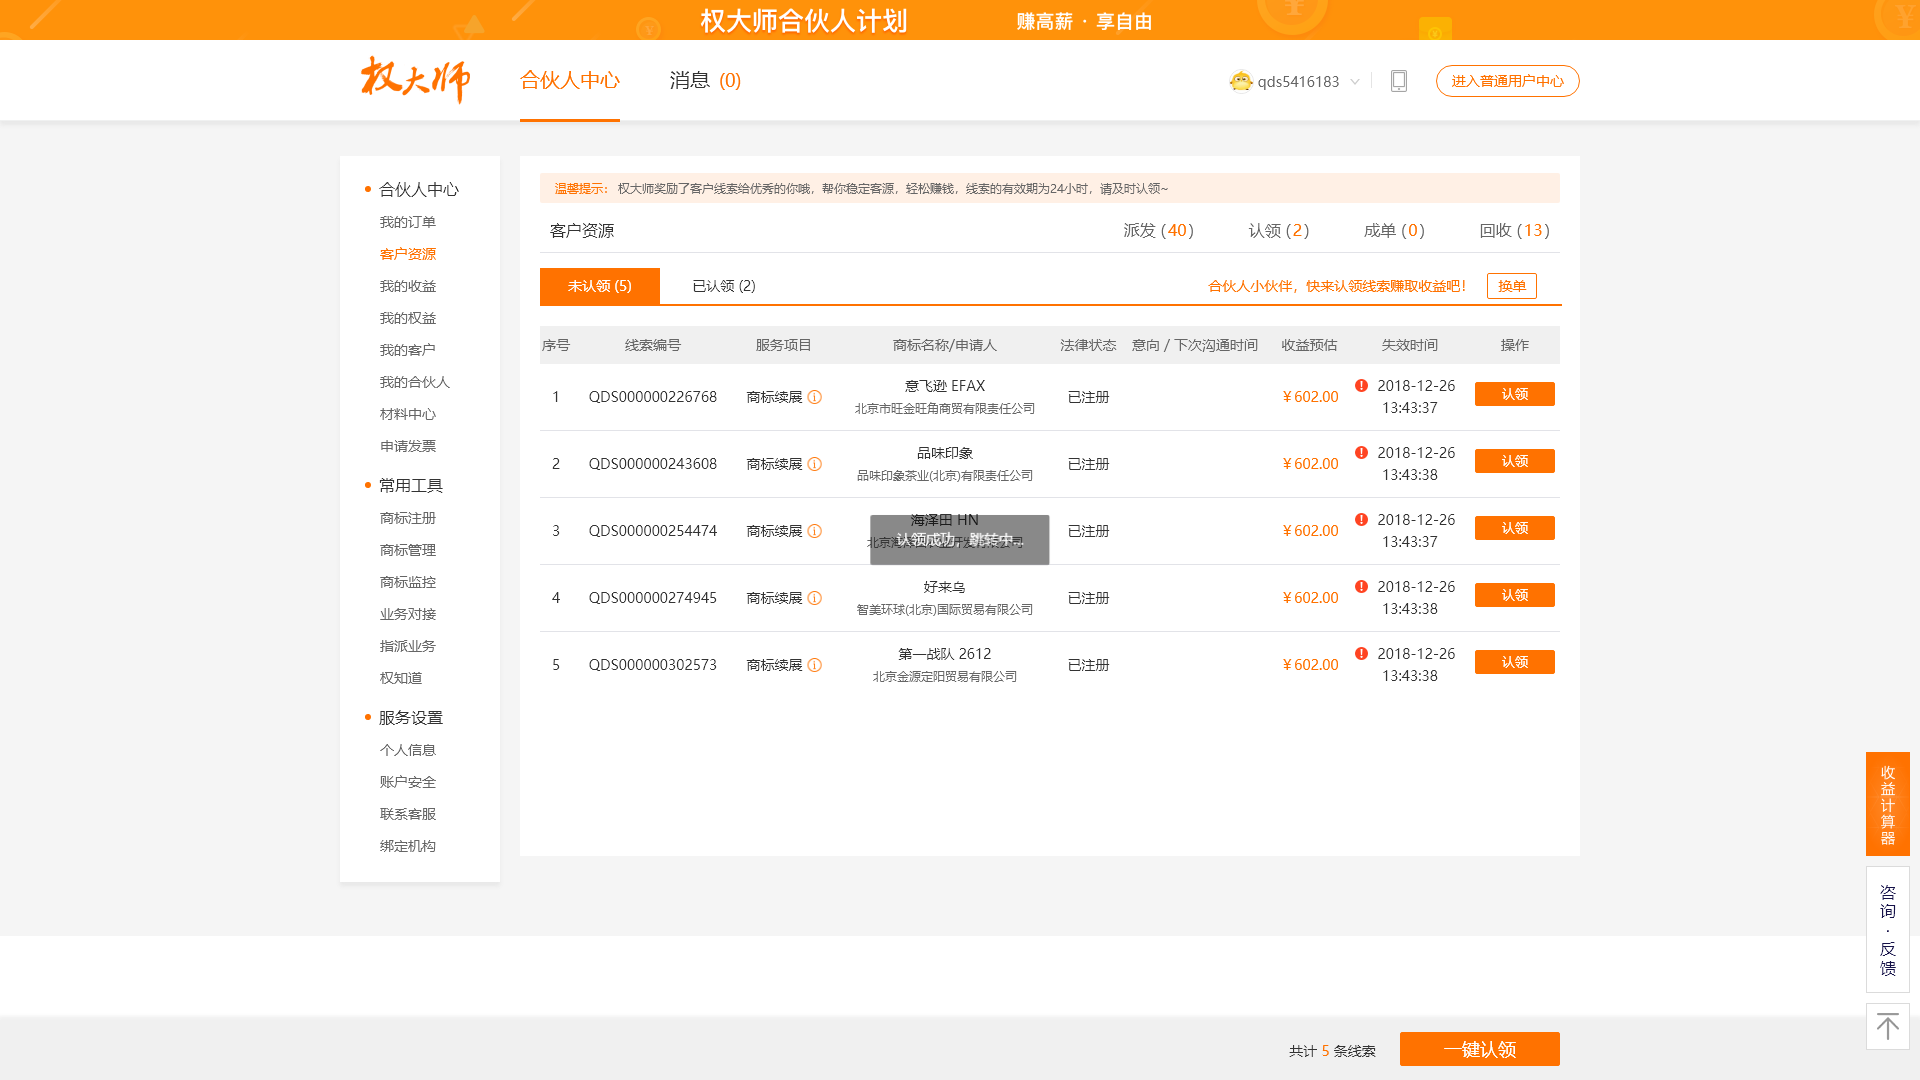 权大师合伙人计划 赚高薪 · 享自由
权大师 合伙人中心 消息 (0) qds5416183 进入普通用户中心
合伙人中心
我的订单
客户资源
我的收益
我的权益
我的客户
我的合伙人
材料中心
申请发票
常用工具
商标注册
商标管理
商标监控
业务对接
指派业务
权知道
服务设置
个人信息
账户安全
联系客服
绑定机构
温馨提示： 权大师奖励了客户线索给优秀的你哦，帮你稳定客源，轻松赚钱，线索的有效期为24小时，请及时认领~
客户资源 派发 (40) 认领 (2) 成单 (0) 回收 (13)
未认领 (5) 已认领 (2) 合伙人小伙伴，快来认领线索赚取收益吧！ 换单
序号 线索编号 服务项目 商标名称/申请人 法律状态 意向 / 下次沟通时间 收益预估 失效时间 操作
1 QDS000000226768 商标续展 意飞逊 EFAX 北京市旺金旺角商贸有限责任公司 已注册 ￥602.00 2018-12-26 13:43:37 认领
2 QDS000000243608 商标续展 品味印象 品味印象茶业(北京)有限责任公司 已注册 ￥602.00 2018-12-26 13:43:38 认领
3 QDS000000254474 商标续展 海泽田 HN 已注册 ￥602.00 2018-12-26 13:43:37 认领
认领成功，跳转中...
4 QDS000000274945 商标续展 好来乌 智美环球(北京)国际贸易有限公司 已注册 ￥602.00 2018-12-26 13:43:38 认领
5 QDS000000302573 商标续展 第一战队 2612 北京金源定阳贸易有限公司 已注册 ￥602.00 2018-12-26 13:43:38 认领
收益计算器
咨询·反馈
共计 5 条线索 一键认领